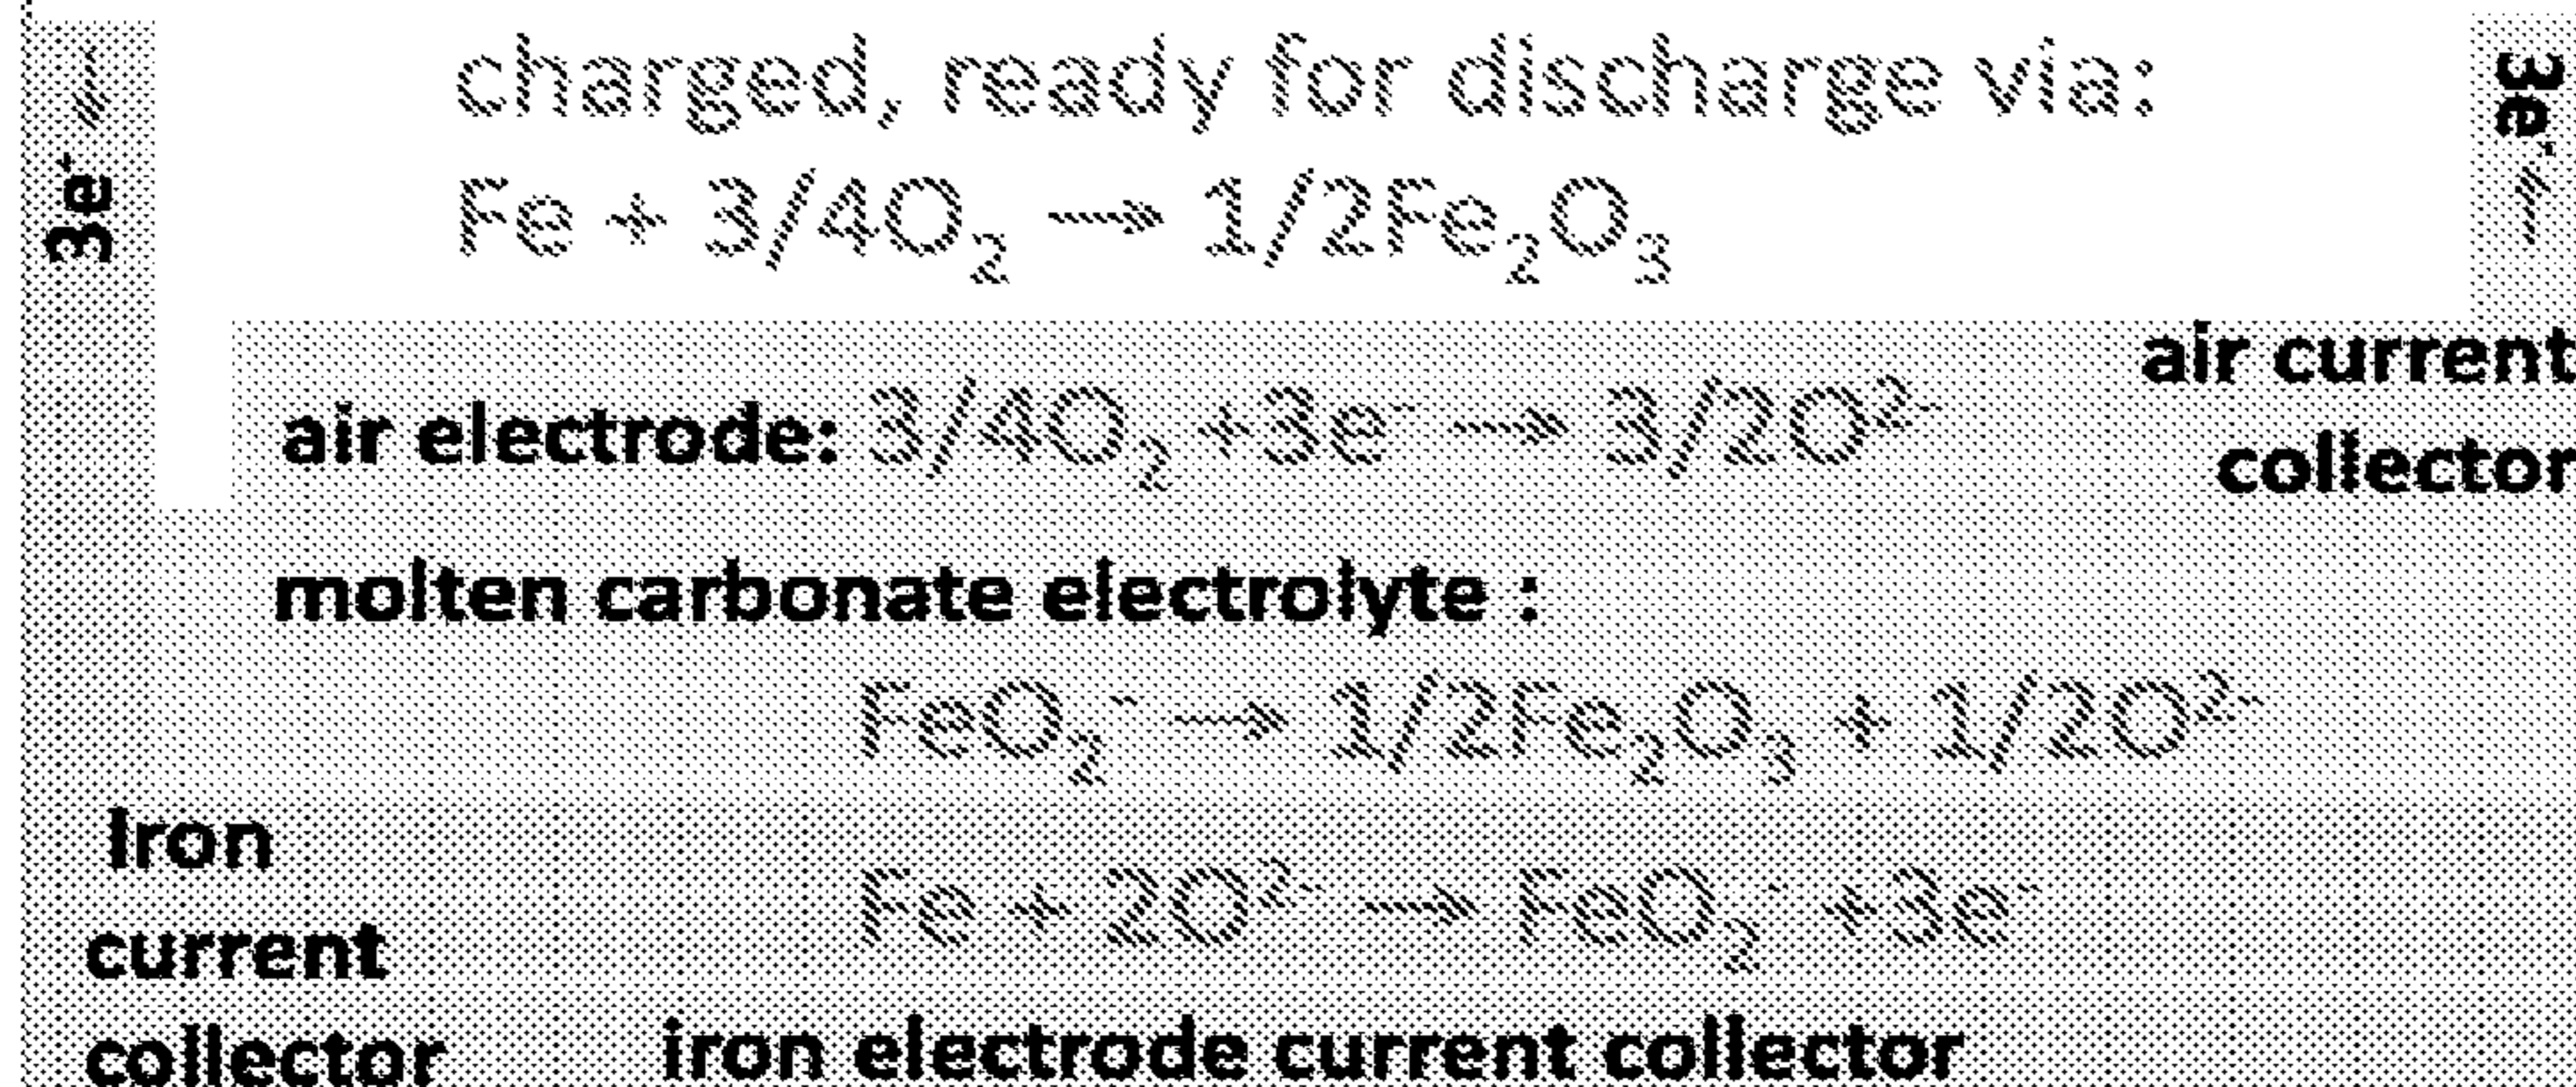 charged, ready for discharge via:
Fe + 3/4O₂ → 1/2Fe₂O₃
3e⁻ ←
3e⁻ →
air electrode: 3/4O₂ +3e⁻ → 3/2O²⁻
air current
collector
molten carbonate electrolyte :
FeO₂⁻ → 1/2Fe₂O₃ + 1/2O²⁻
Iron
current
collector
Fe + 2O²⁻ → FeO₂⁻ +3e⁻
iron electrode current collector